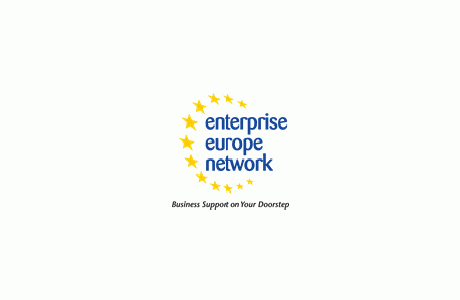 enterprise
europe
network
Business Support on Your Doorstep